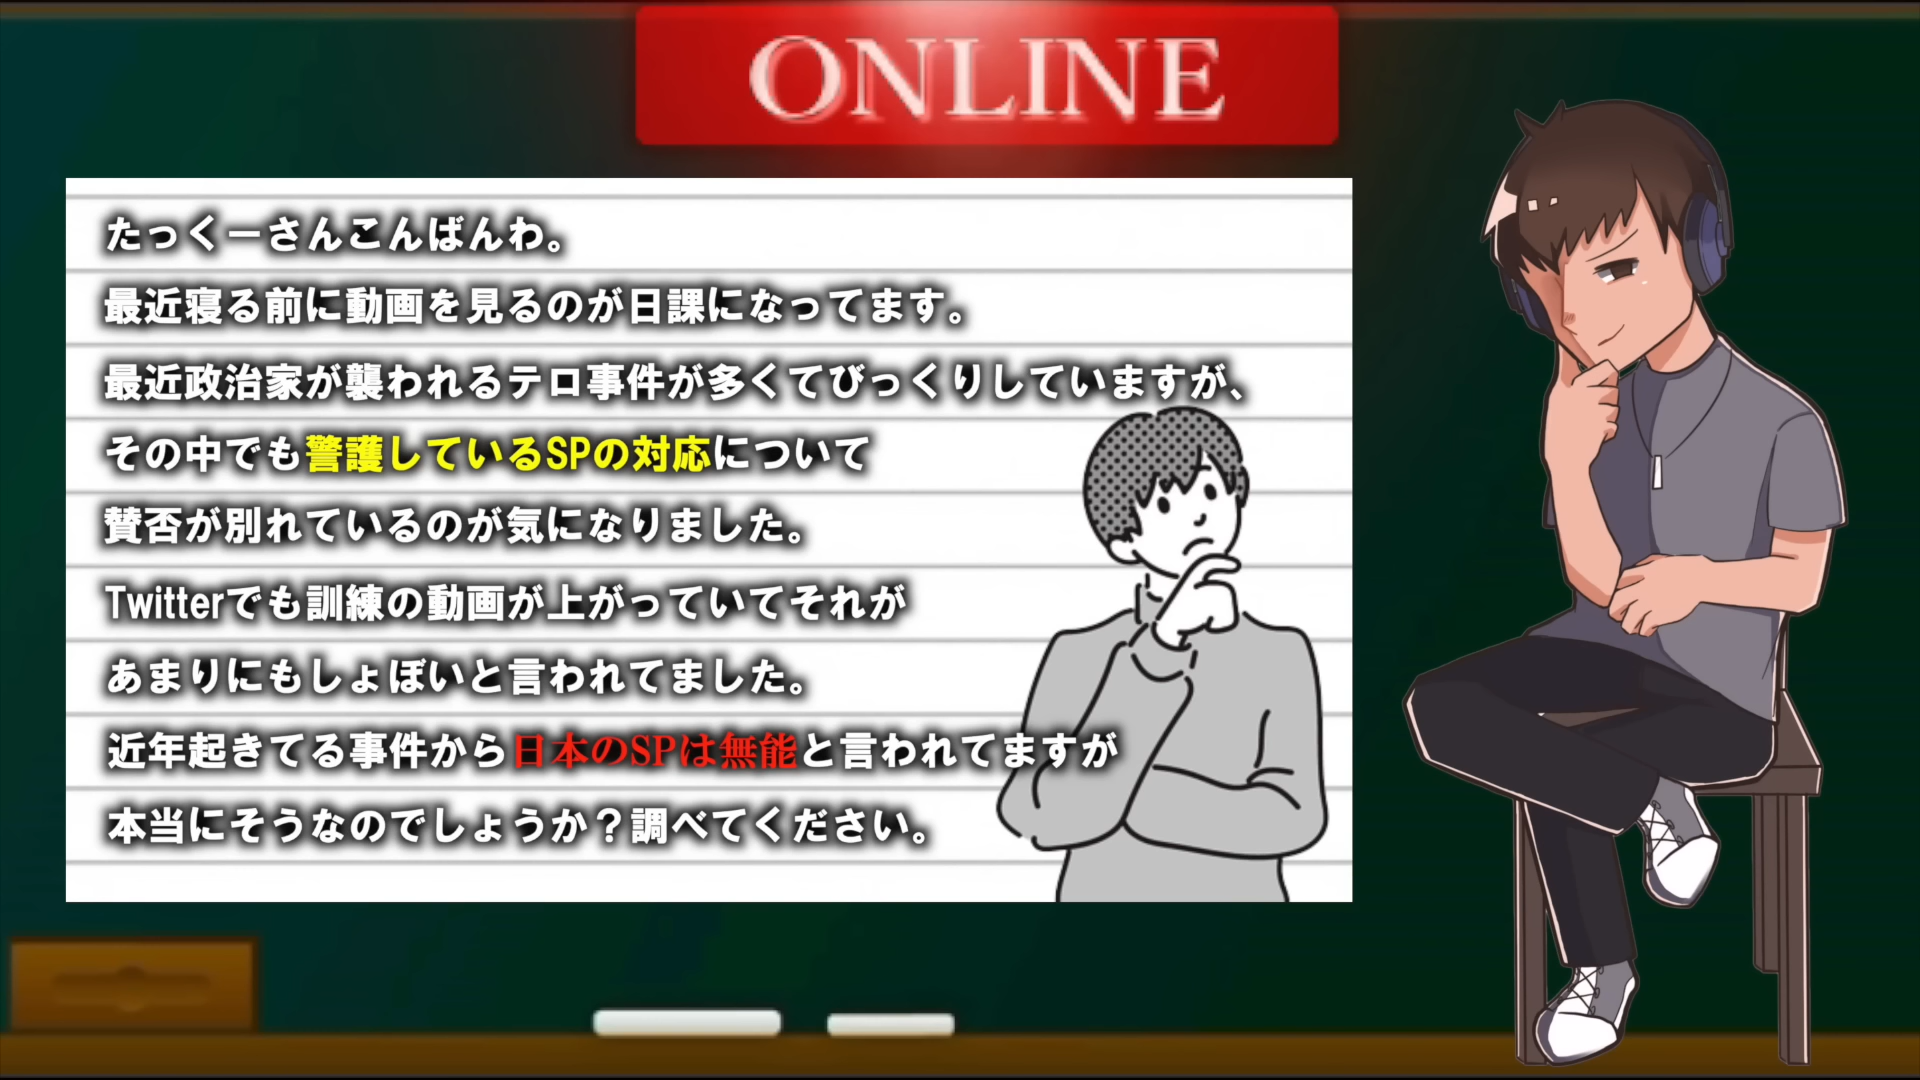 ONLINE
たっくーさんこんばんわ。
最近寝る前に動画を見るのが日課になってます。
最近政治家が襲われるテロ事件が多くてびっくりしていますが、
その中でも警護しているSPの対応について
賛否が別れているのが気になりました。
Twitterでも訓練の動画が上がっていてそれが
あまりにもしょぼいと言われてました。
近年起きてる事件から日本のSPは無能と言われてますが
本当にそうなのでしょうか？調べてください。